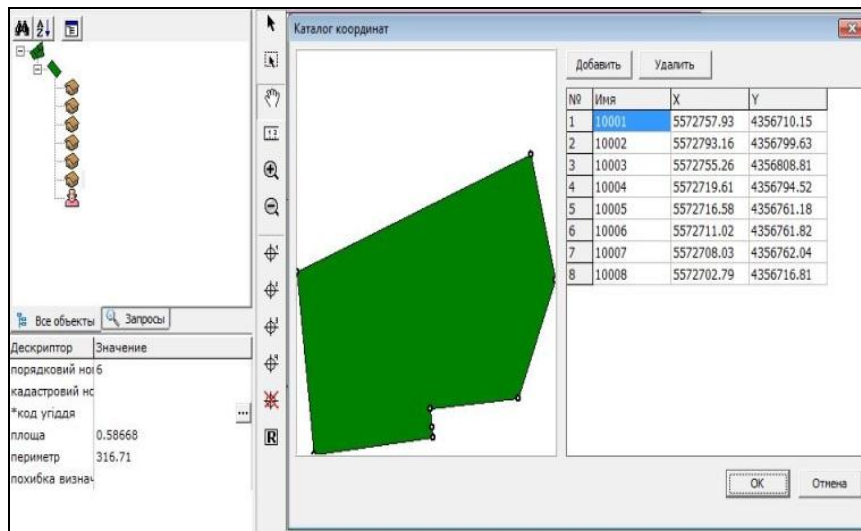 Каталог координат
Добавить Удалить
№ Имя X Y
1 10001 5572757.93 4356710.15
2 10002 5572793.16 4356799.63
3 10003 5572755.26 4356808.81
4 10004 5572719.61 4356794.52
5 10005 5572716.58 4356761.18
6 10006 5572711.02 4356761.82
7 10007 5572708.03 4356762.04
8 10008 5572702.79 4356716.81
OK Отмена
Все объекты Запросы
Дескриптор Значение
порядковий но 6
кадастровий нс
*код угіддя ...
площа 0.58668
периметр 316.71
похибка визнач
R